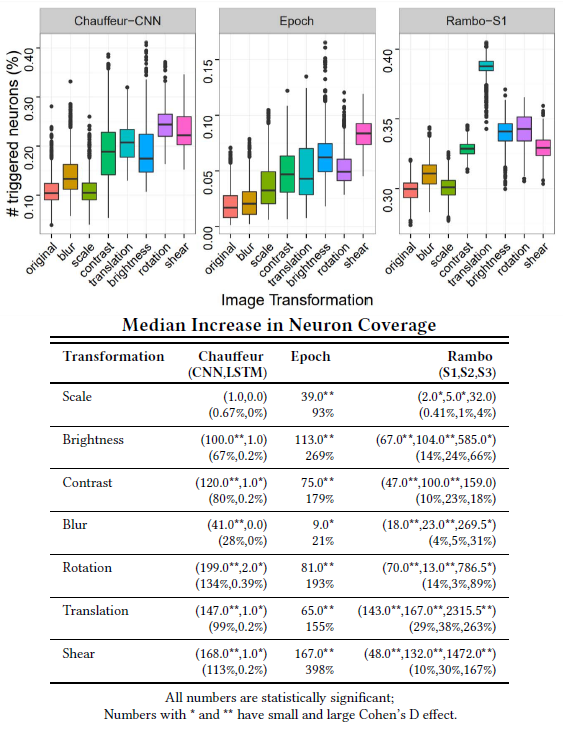 Chauffeur−CNN Epoch Rambo−S1
# triggered neurons (%)
0.40
0.30
0.20
0.10
0.15
0.10
0.05
0.00
0.40
0.35
0.30
original blur scale contrast translation brightness rotation shear
original blur scale contrast translation brightness rotation shear
original blur scale contrast translation brightness rotation shear
Image Transformation
Median Increase in Neuron Coverage
Transformation Chauffeur Epoch Rambo
(CNN,LSTM) (S1,S2,S3)
Scale (1.0,0.0) 39.0** (2.0*,5.0*,32.0)
(0.67%,0%) 93% (0.41%,1%,4%)
Brightness (100.0**,1.0) 113.0** (67.0**,104.0**,585.0*)
(67%,0.2%) 269% (14%,24%,66%)
Contrast (120.0**,1.0*) 75.0** (47.0**,100.0**,159.0)
(80%,0.2%) 179% (10%,23%,18%)
Blur (41.0**,0.0) 9.0* (18.0**,23.0**,269.5*)
(28%,0%) 21% (4%,5%,31%)
Rotation (199.0**,2.0*) 81.0** (70.0**,13.0**,786.5*)
(134%,0.39%) 193% (14%,3%,89%)
Translation (147.0**,1.0*) 65.0** (143.0**,167.0**,2315.5**)
(99%,0.2%) 155% (29%,38%,263%)
Shear (168.0**,1.0*) 167.0** (48.0**,132.0**,1472.0**)
(113%,0.2%) 398% (10%,30%,167%)
All numbers are statistically significant;
Numbers with * and ** have small and large Cohen's D effect.